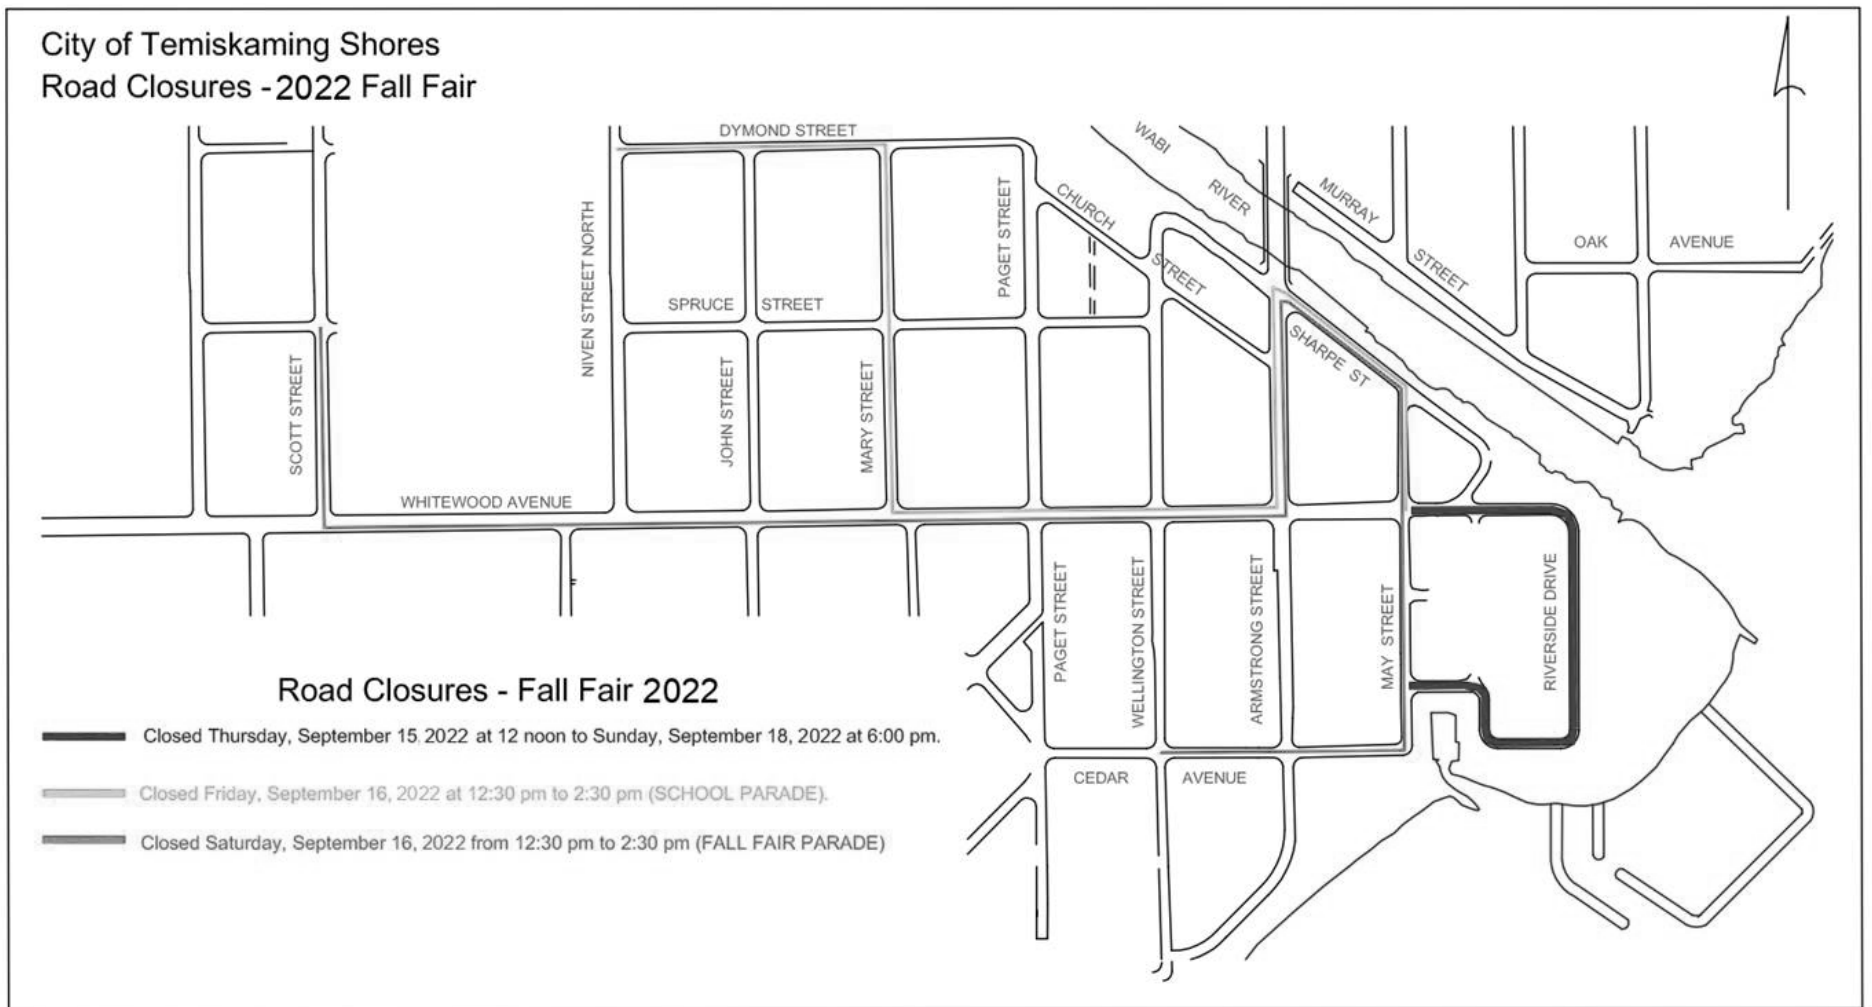 City of Temiskaming Shores
Road Closures - 2022 Fall Fair
DYMOND STREET
WABI
RIVER
MURRAY
STREET
OAK AVENUE
CHURCH
STREET
PAGET STREET
NIVEN STREET NORTH
SPRUCE STREET
SHARPE ST
SCOTT STREET
JOHN STREET
MARY STREET
WHITEWOOD AVENUE
PAGET STREET
WELLINGTON STREET
ARMSTRONG STREET
MAY STREET
RIVERSIDE DRIVE
CEDAR AVENUE
Road Closures - Fall Fair 2022
Closed Thursday, September 15, 2022 at 12 noon to Sunday, September 18, 2022 at 6:00 pm.
Closed Friday, September 16, 2022 at 12:30 pm to 2:30 pm (SCHOOL PARADE).
Closed Saturday, September 16, 2022 from 12:30 pm to 2:30 pm (FALL FAIR PARADE)